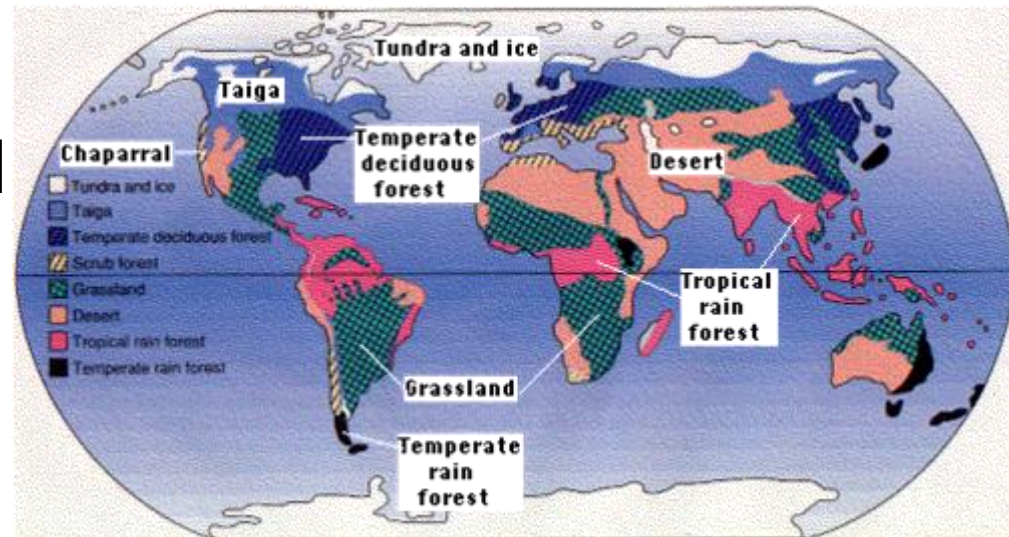 Tundra and ice
Taiga
Chaparral
Temperate
deciduous
forest
Desert
Tundra and ice
Taiga
Temperate deciduous forest
Scrub forest
Grassland
Desert
Tropical rain forest
Temperate rain forest
Tropical
rain
forest
Grassland
Temperate
rain
forest